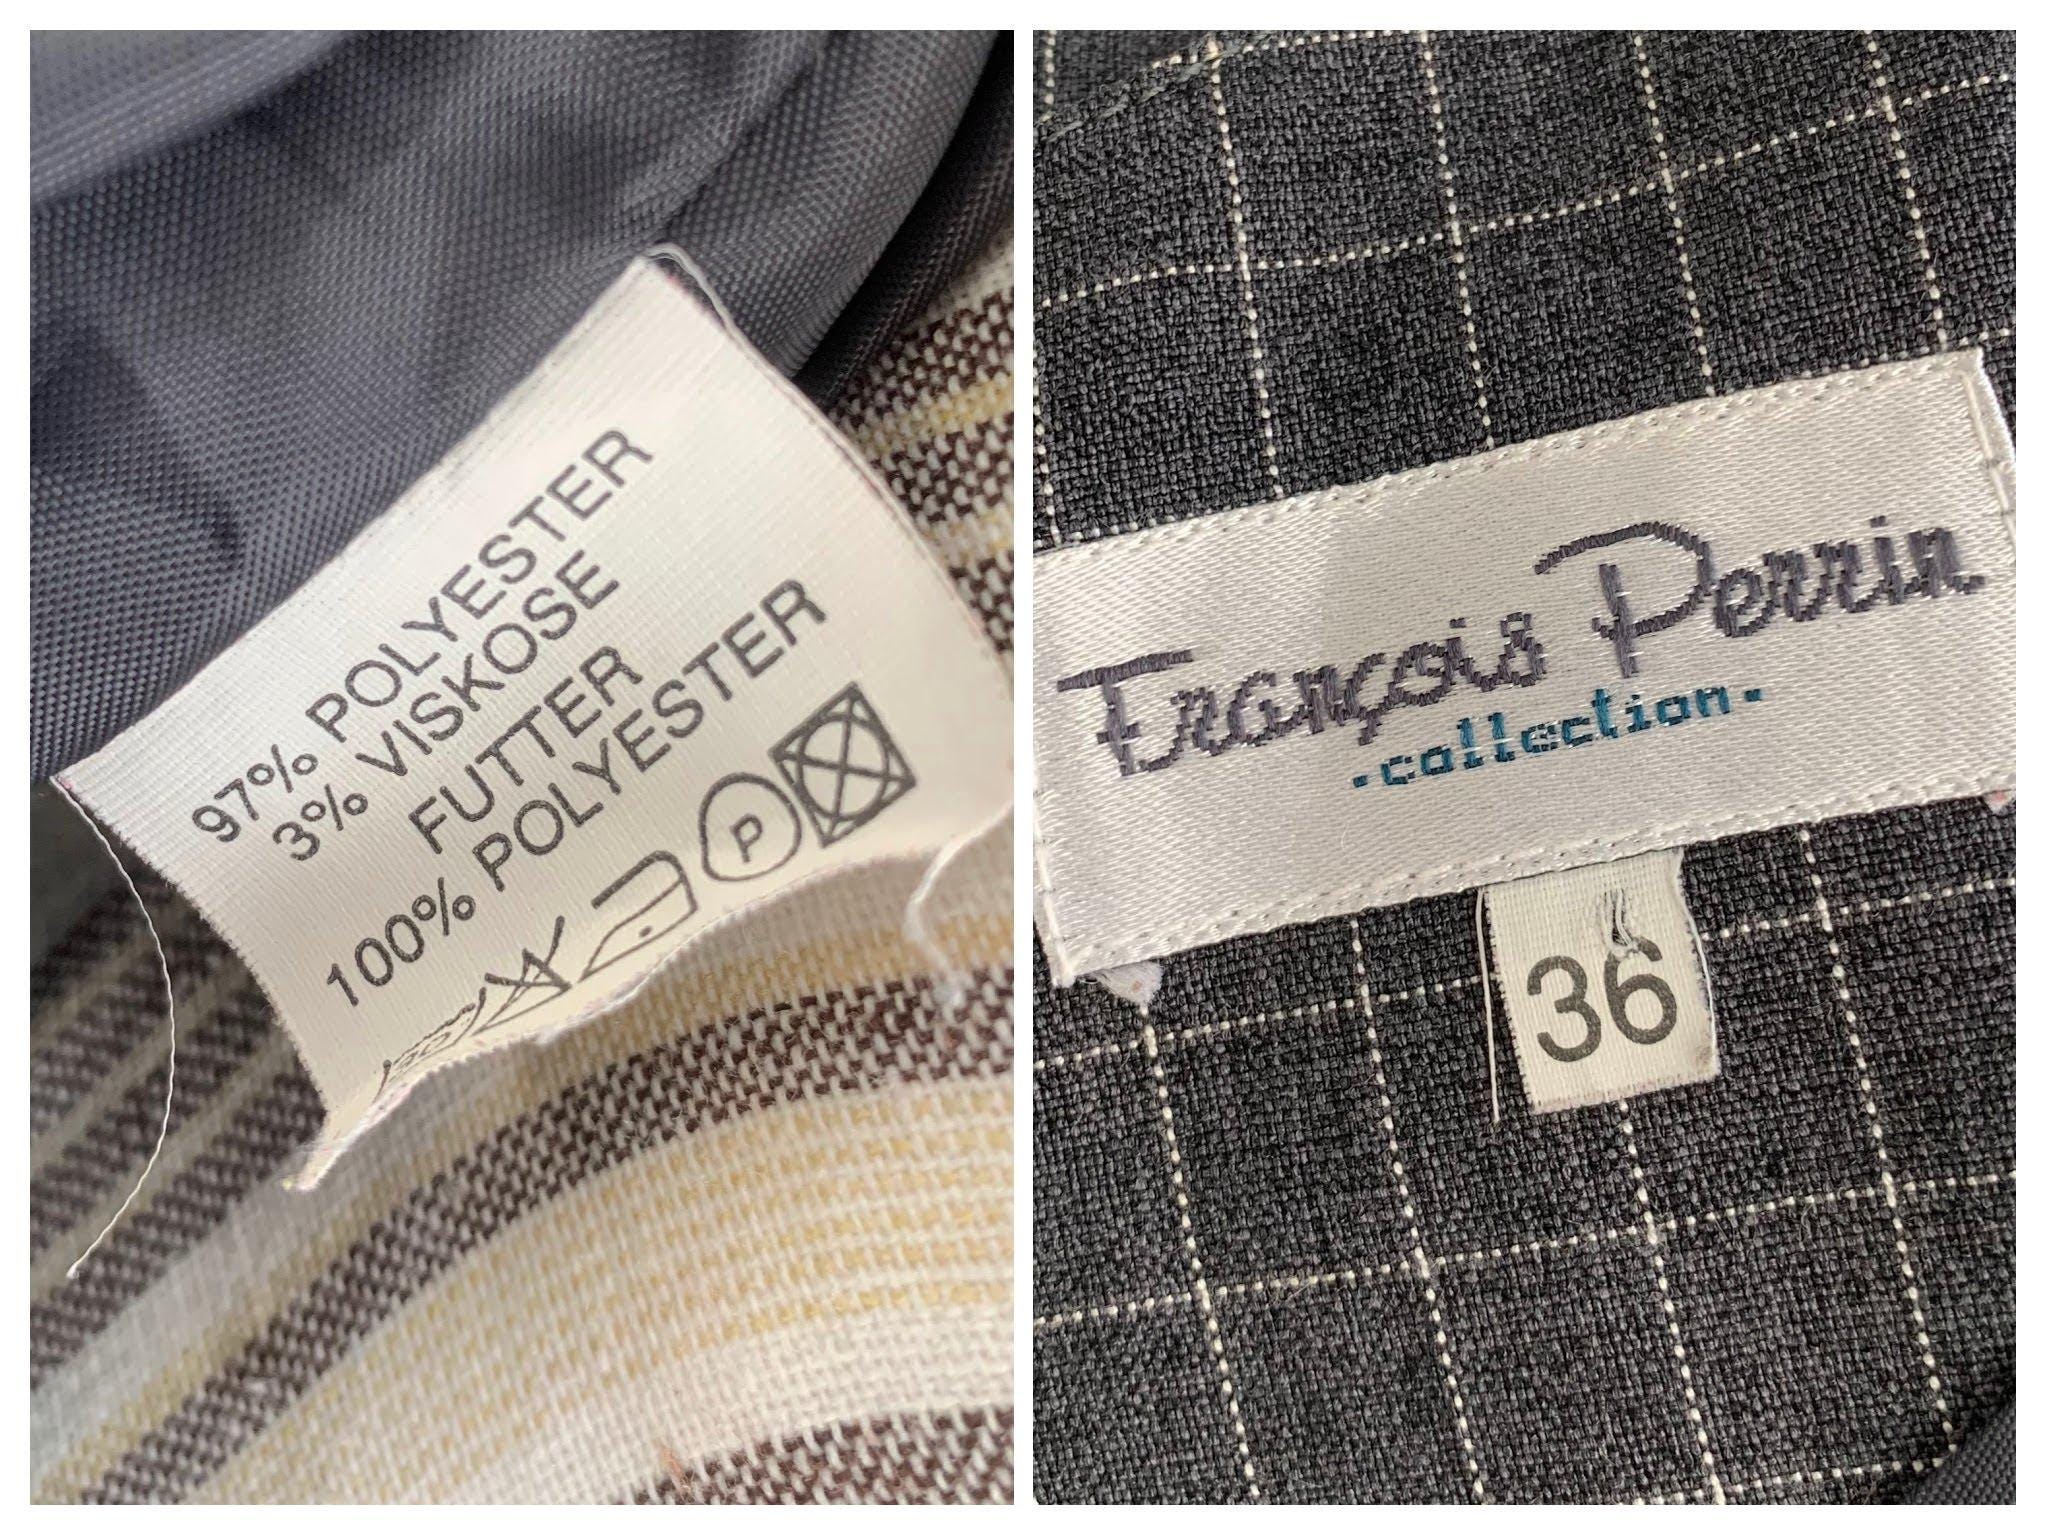 97% POLYESTER
3% VISKOSE
FUTTER
100% POLYESTER
P
François Perrin
·collection·
36